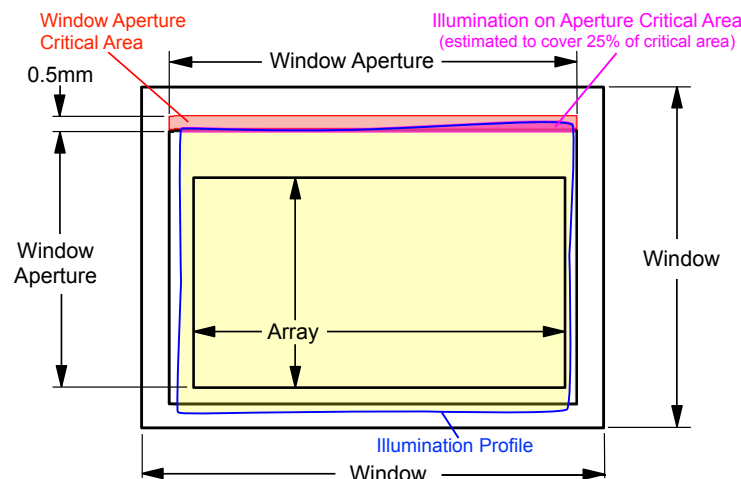 Window Aperture
Critical Area
Illumination on Aperture Critical Area
(estimated to cover 25% of critical area)
Window Aperture
0.5mm
Window
Aperture
Window
Array
Illumination Profile
Window